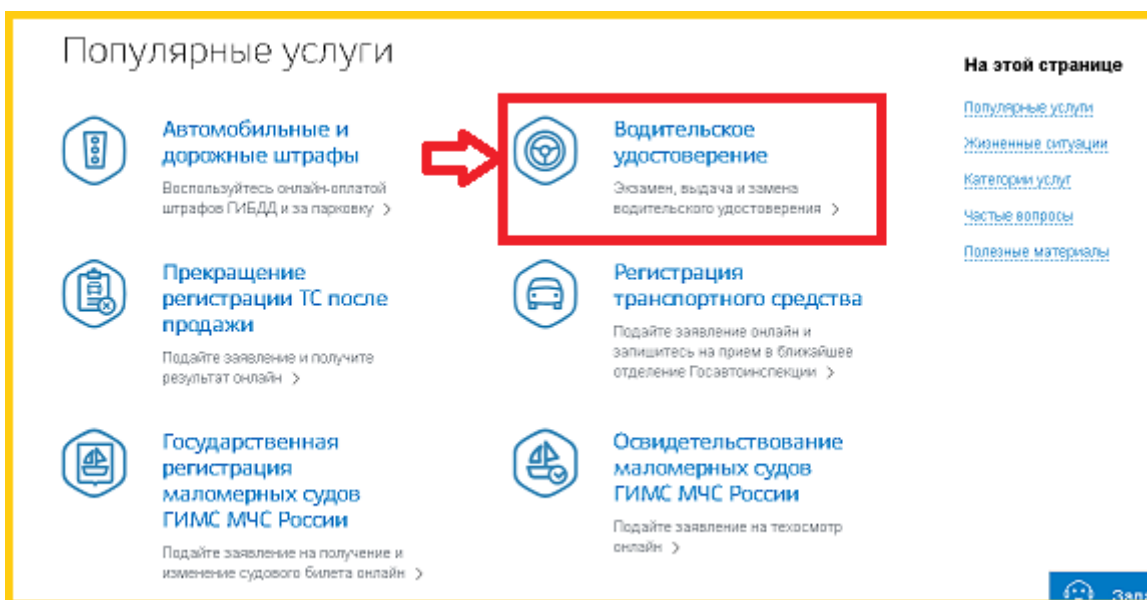 Популярные услуги
Автомобильные и
дорожные штрафы
Воспользуйтесь онлайн-оплатой
штрафов ГИБДД и за парковку >
Водительское
удостоверение
Экзамен, выдача и замена
водительского удостоверения >
Прекращение
регистрации ТС после
продажи
Подайте заявление и получите
результат онлайн >
Регистрация
транспортного средства
Подайте заявление онлайн и
запишитесь на прием в ближайшее
отделение Госавтоинспекции >
Государственная
регистрация
маломерных судов
ГИМС МЧС России
Подайте заявление на получение и
изменение судового билета онлайн >
Освидетельствование
маломерных судов
ГИМС МЧС России
Подайте заявление на техосмотр
онлайн >
На этой странице
Популярные услуги
Жизненные ситуации
Категории услуг
Частые вопросы
Полезные материалы